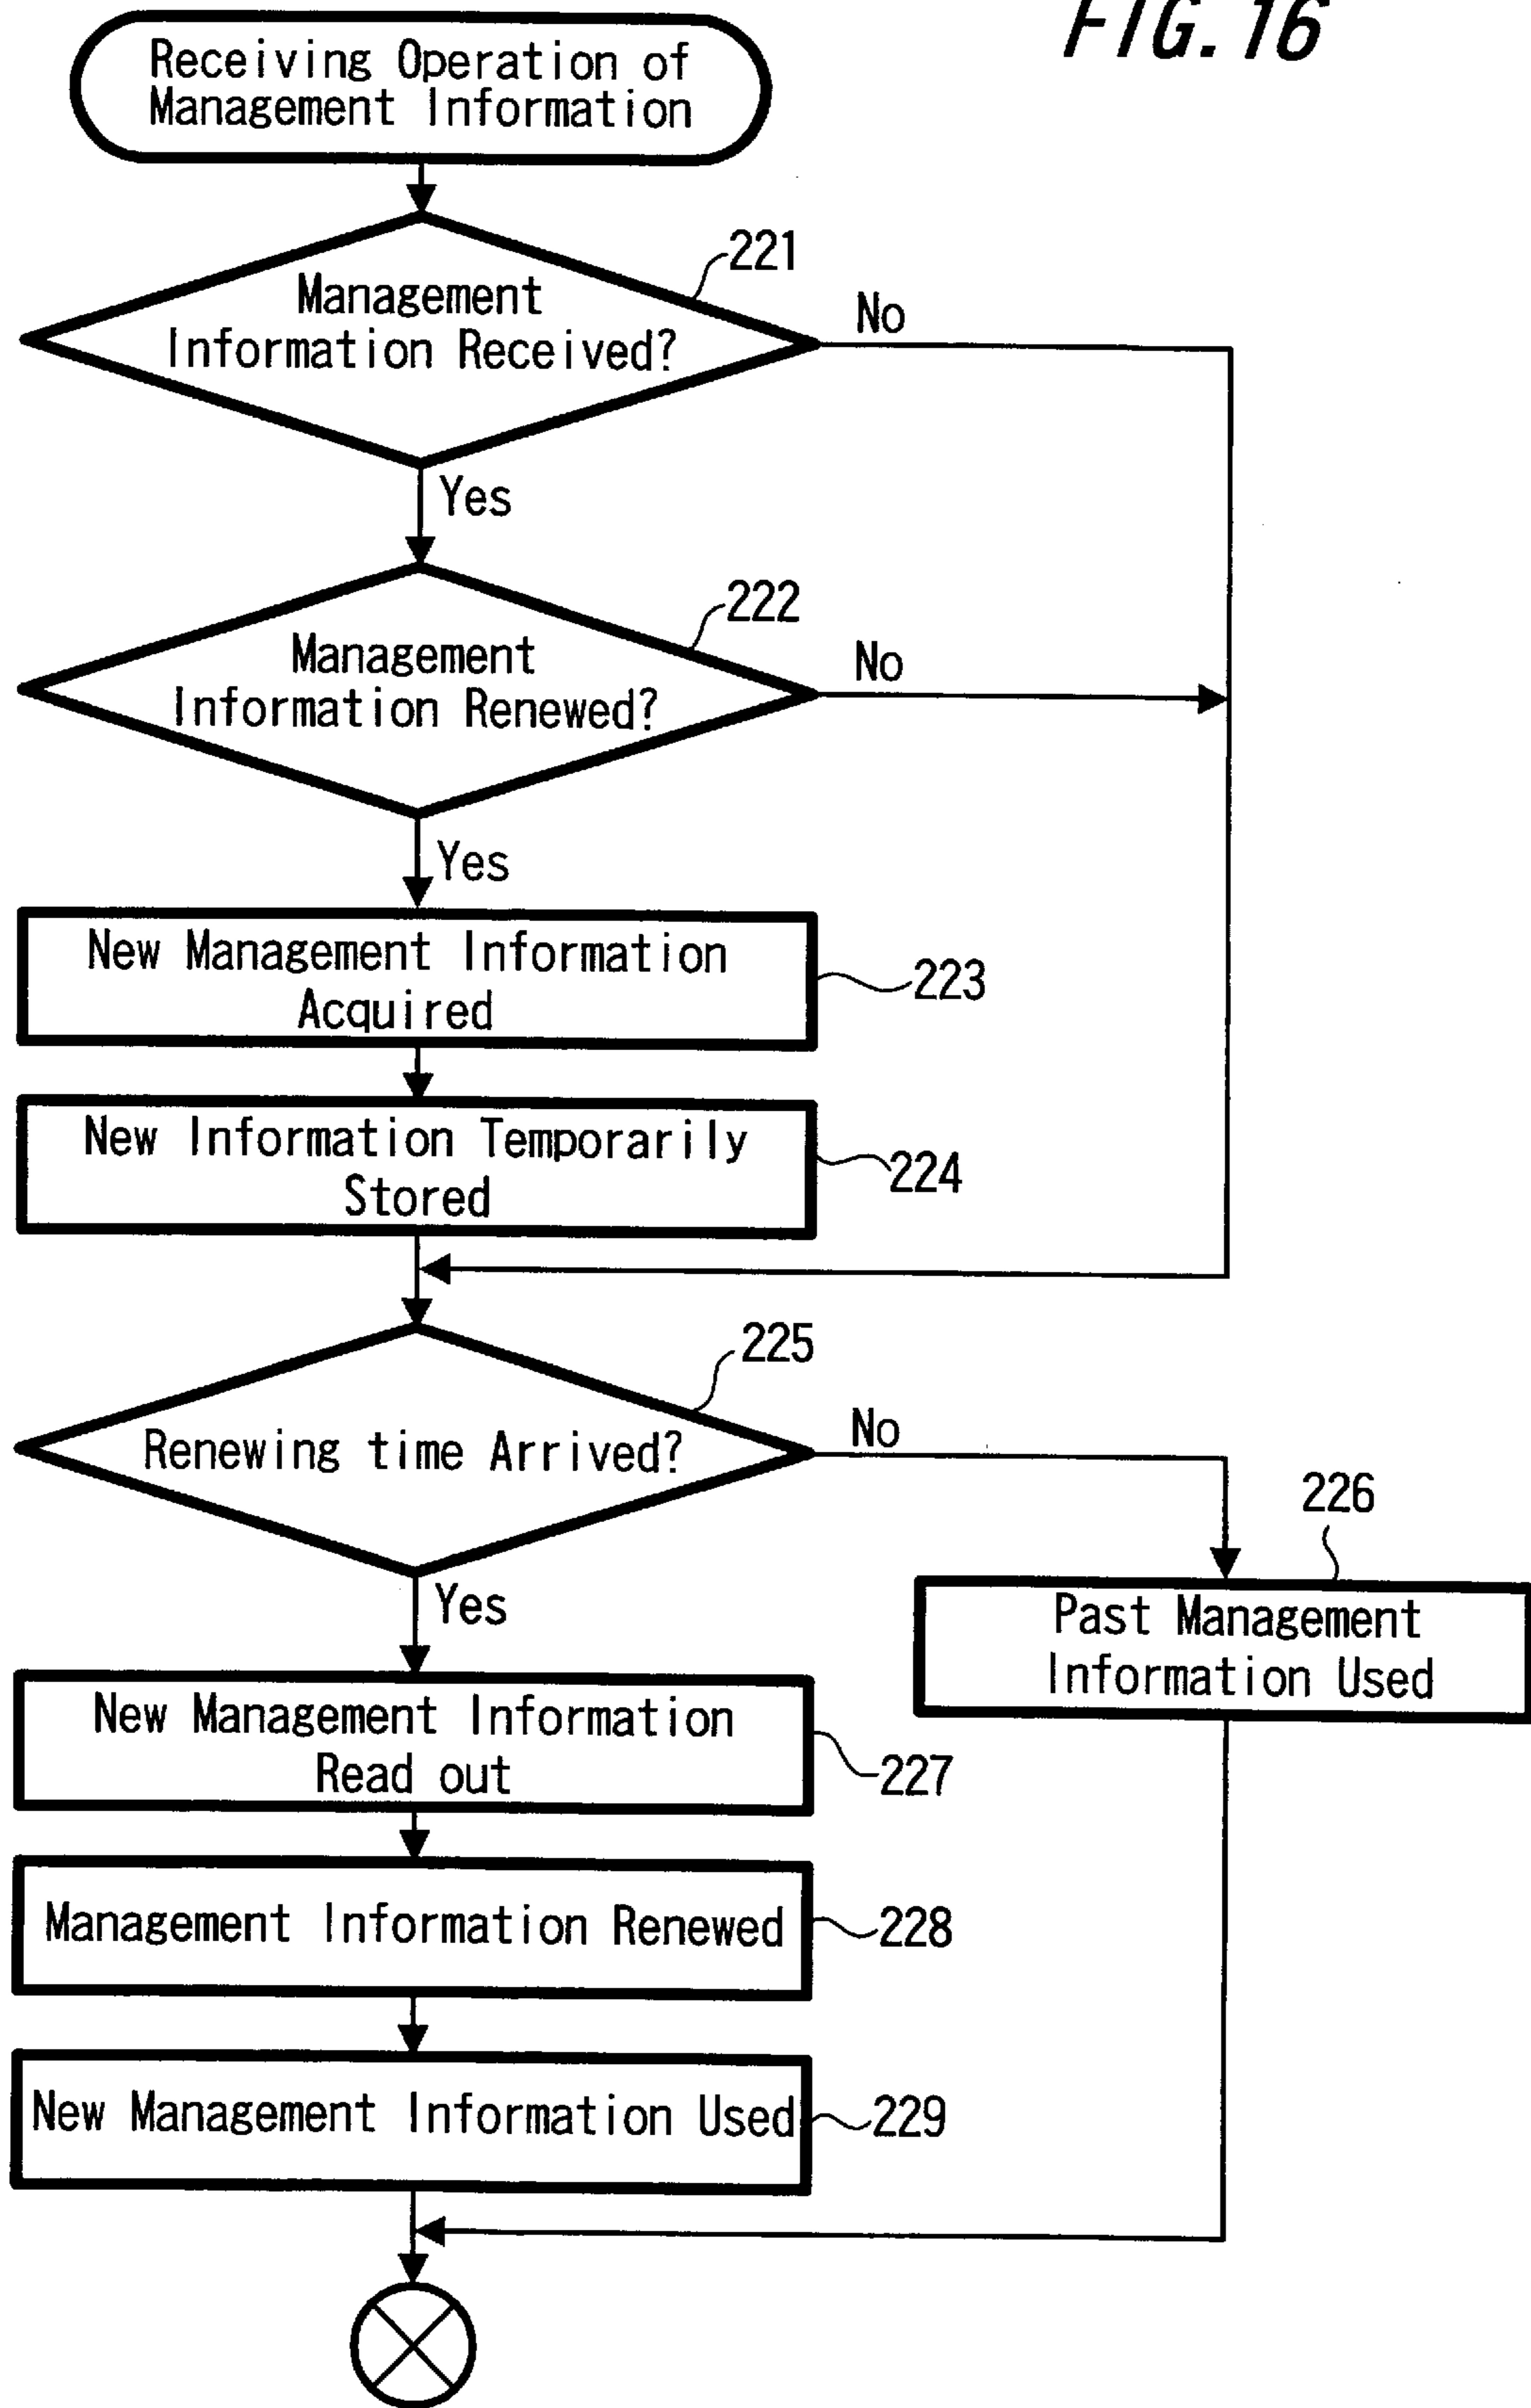 FIG. 16
Receiving Operation of
Management Information
221
Management
Information Received?
No
Yes
222
Management
Information Renewed?
No
Yes
New Management Information
Acquired
223
New Information Temporarily
Stored
224
225
Renewing time Arrived?
No
226
Yes
Past Management
Information Used
New Management Information
Read out
227
Management Information Renewed
228
New Management Information Used
229